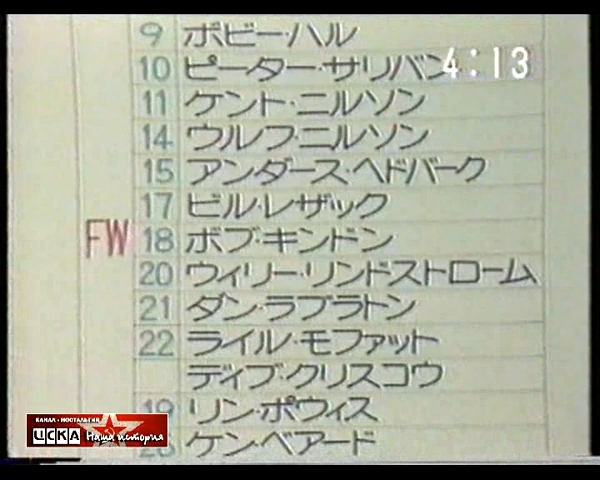 9 ボビー・ハル
4:13
10 ピーター・サリバン
11 ケント・ニルソン
14 ウルフ・ニルソン
15 アンダース・ヘドバーク
17 ビル・レザック
FW
18 ボブ・キンドン
20 ウィリー・リンドストローム
21 ダン・ラブラトン
22 ライル・モファット
ディブ・クリスコウ
19 リン・ポウィス
ケン・ベアード
КАНАЛ - НОСТАЛЬГИЯ
ЦСКА Наша история